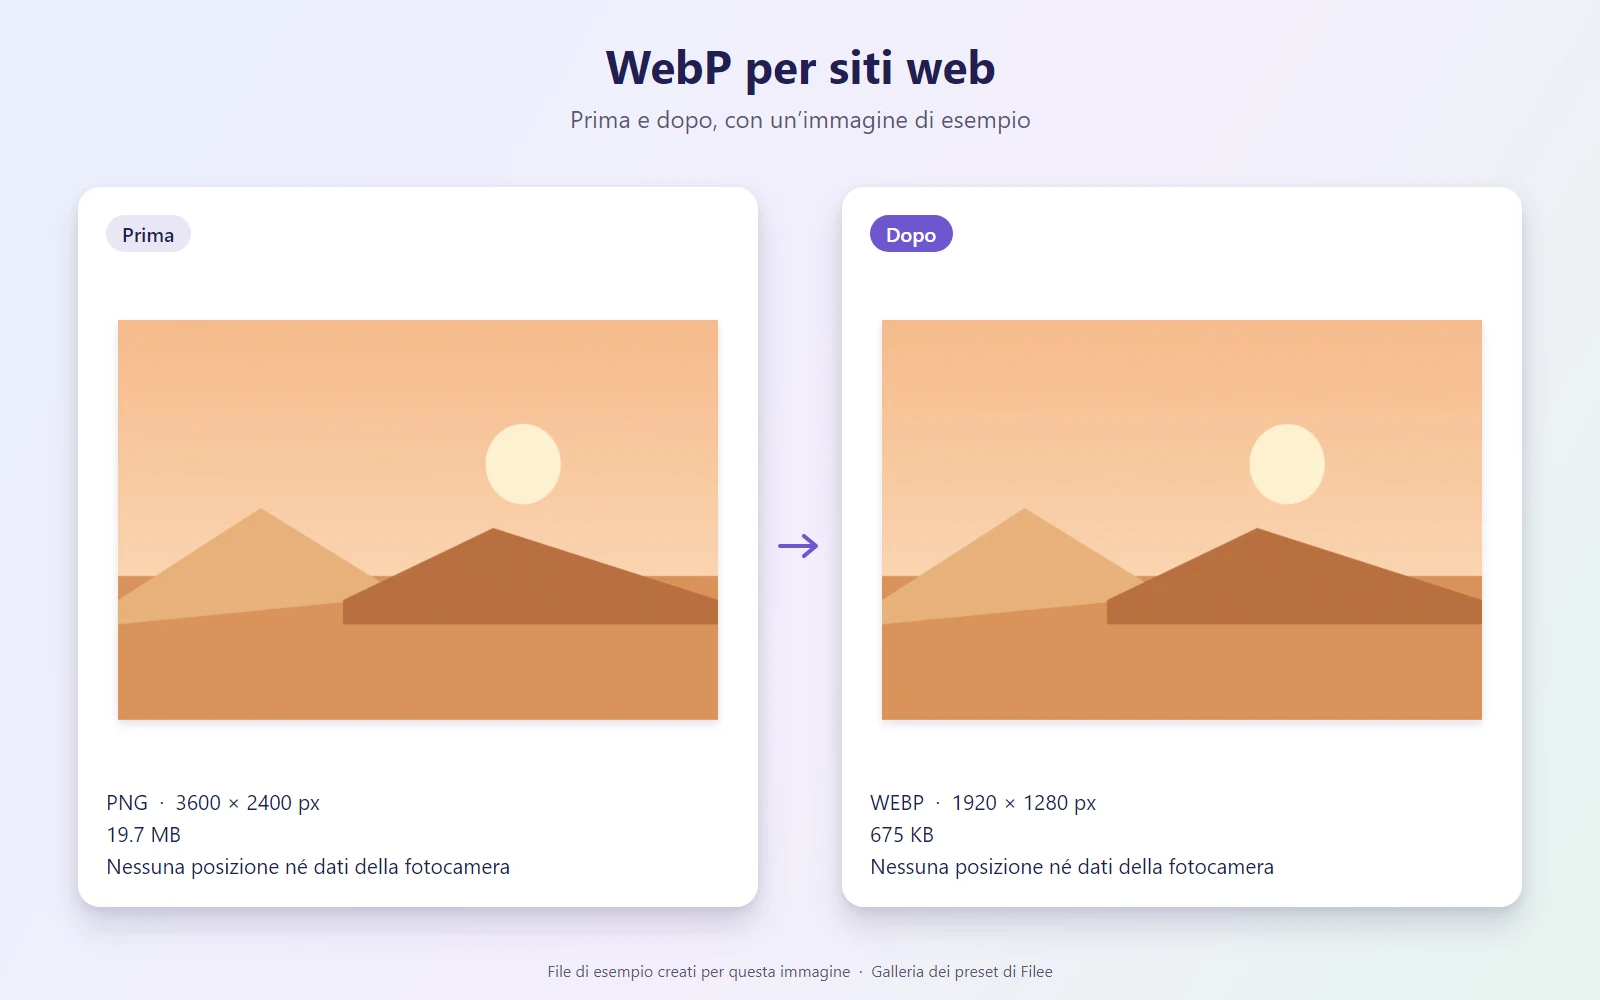 WebP per siti web
Prima e dopo, con un’immagine di esempio
Prima
PNG · 3600 × 2400 px
19.7 MB
Nessuna posizione né dati della fotocamera
Dopo
WEBP · 1920 × 1280 px
675 KB
Nessuna posizione né dati della fotocamera
File di esempio creati per questa immagine · Galleria dei preset di Filee